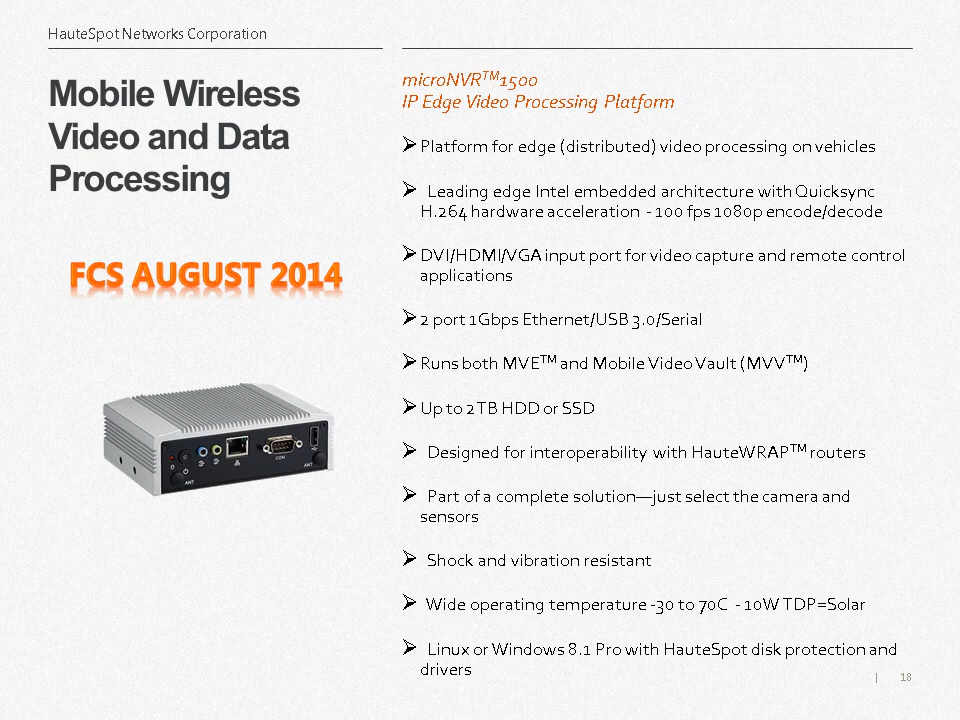 HauteSpot Networks Corporation
Mobile Wireless
Video and Data
Processing
FCS AUGUST 2014
ANT
COM
ANT
microNVR™1500
IP Edge Video Processing Platform
➢ Platform for edge (distributed) video processing on vehicles
➢ Leading edge Intel embedded architecture with Quicksync
H.264 hardware acceleration - 100 fps 1080p encode/decode
➢ DVI/HDMI/VGA input port for video capture and remote control
applications
➢ 2 port 1Gbps Ethernet/USB 3.0/Serial
➢ Runs both MVE™ and Mobile Video Vault (MVV™)
➢ Up to 2TB HDD or SSD
➢ Designed for interoperability with HauteWRAP™ routers
➢ Part of a complete solution—just select the camera and
sensors
➢ Shock and vibration resistant
➢ Wide operating temperature -30 to 70C - 10W TDP=Solar
➢ Linux or Windows 8.1 Pro with HauteSpot disk protection and
drivers
| 18